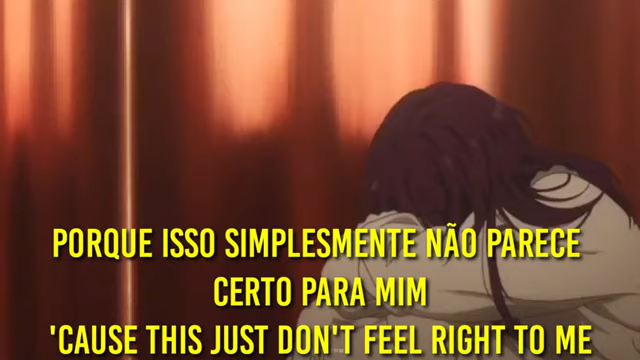 PORQUE ISSO SIMPLESMENTE NÃO PARECE
CERTO PARA MIM
'CAUSE THIS JUST DON'T FEEL RIGHT TO ME